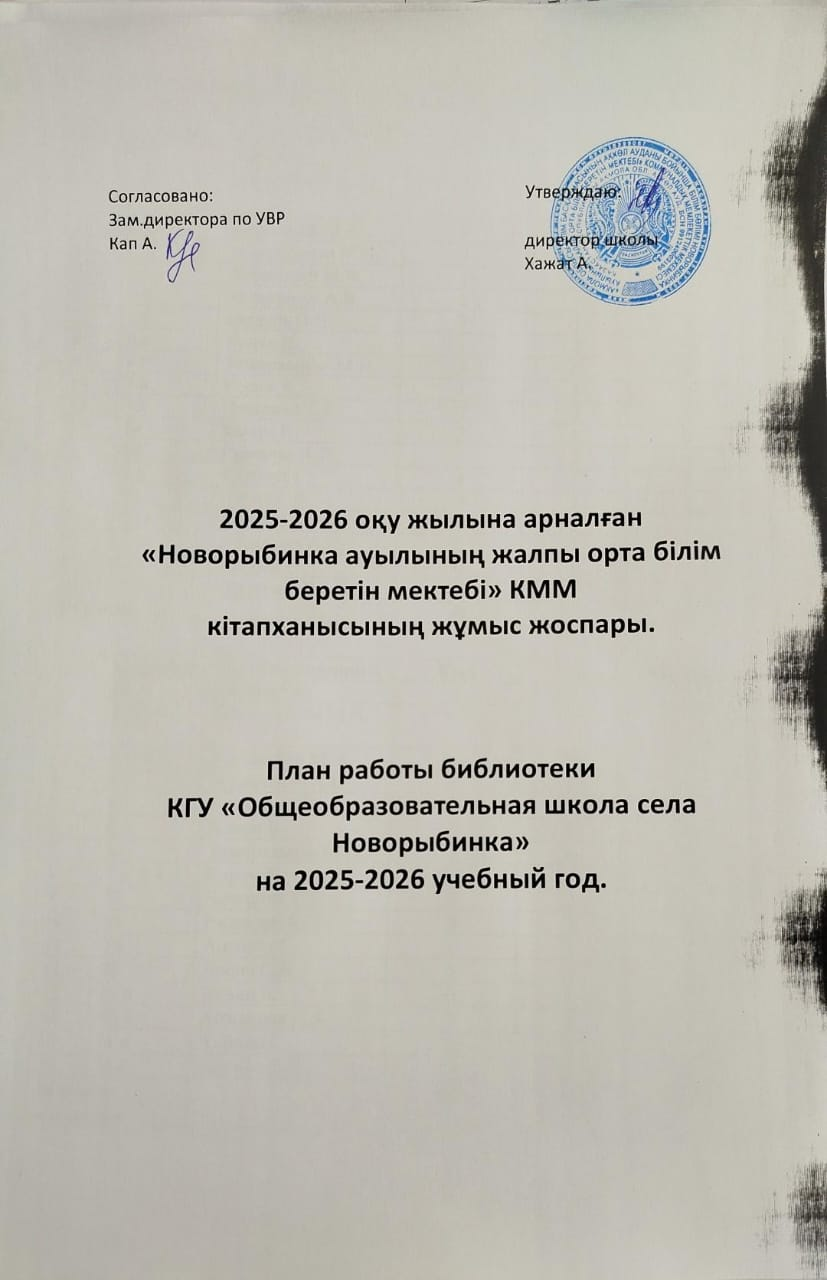 Согласовано:
Зам.директора по УВР
Кап А.
Утверждаю:
директор школы
Хажат А.
2025-2026 оқу жылына арналған
«Новорыбинка ауылының жалпы орта білім
беретін мектебі» КММ
кітапханысының жұмыс жоспары.
План работы библиотеки
КГУ «Общеобразовательная школа села
Новорыбинка»
на 2025-2026 учебный год.